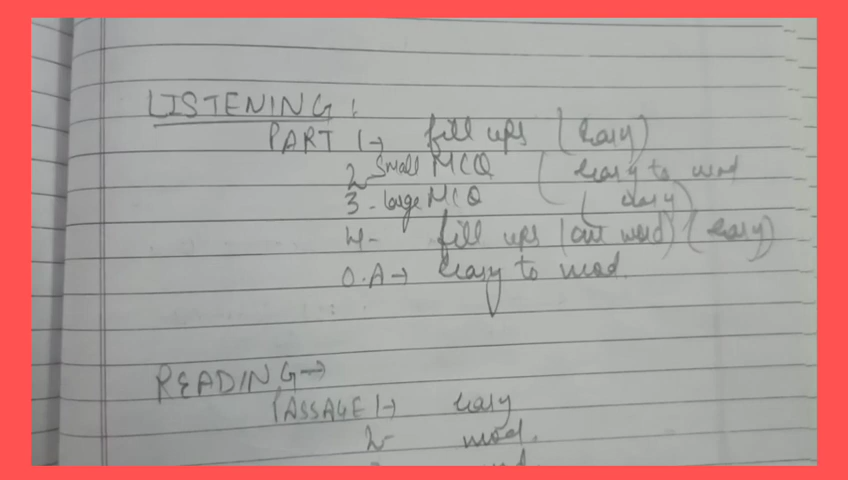 LISTENING :
PART 1→ fill ups (Easy)
2- Small MCQ (Easy to mod
3- large MCQ (easy)
4- fill ups (one word) (Easy)
O.A→ Easy to mod.
READING→
PASSAGE 1→ easy
2- mod.